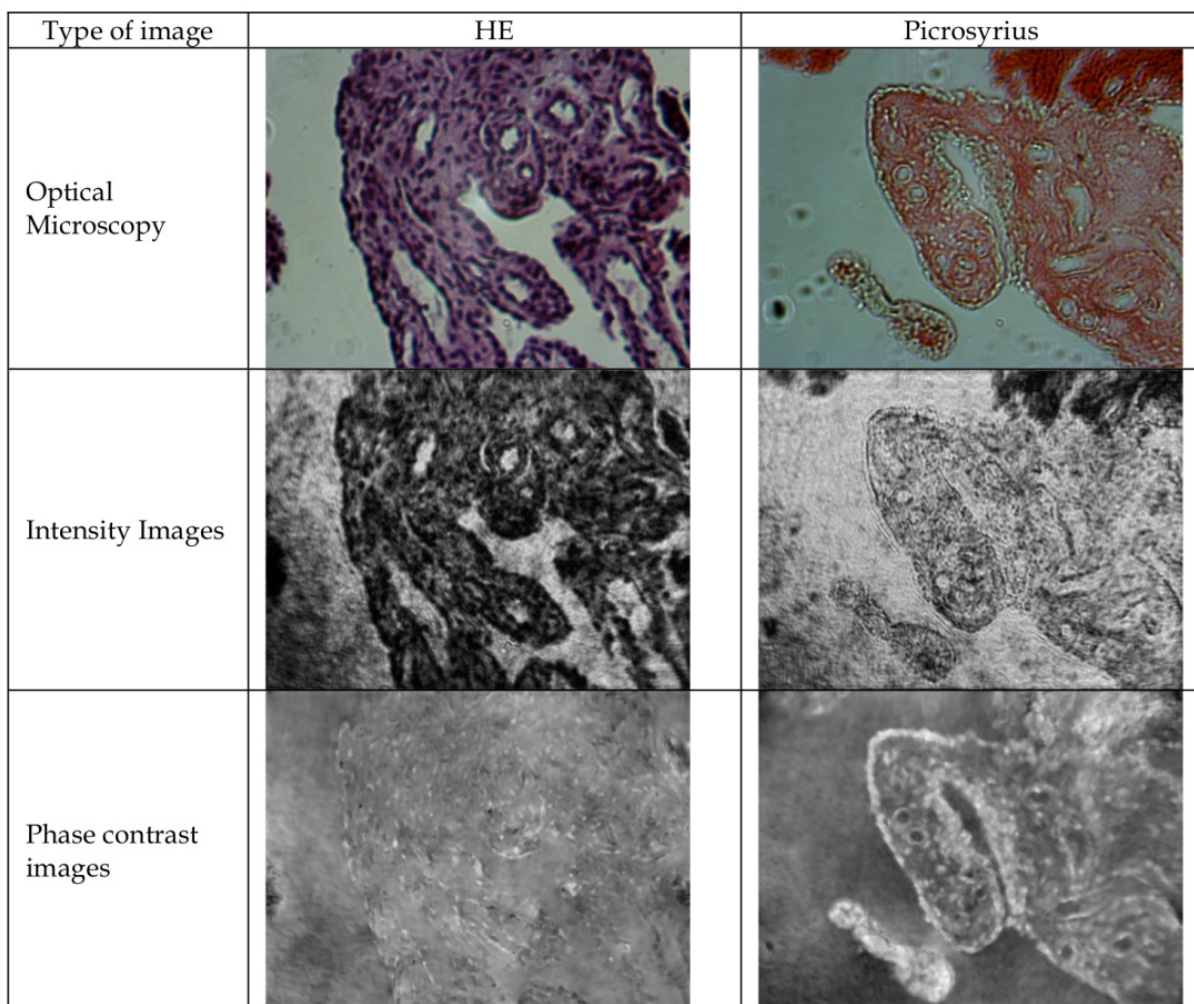 Type of image
HE
Picrosyrius
Optical
Microscopy
Intensity Images
Phase contrast
images